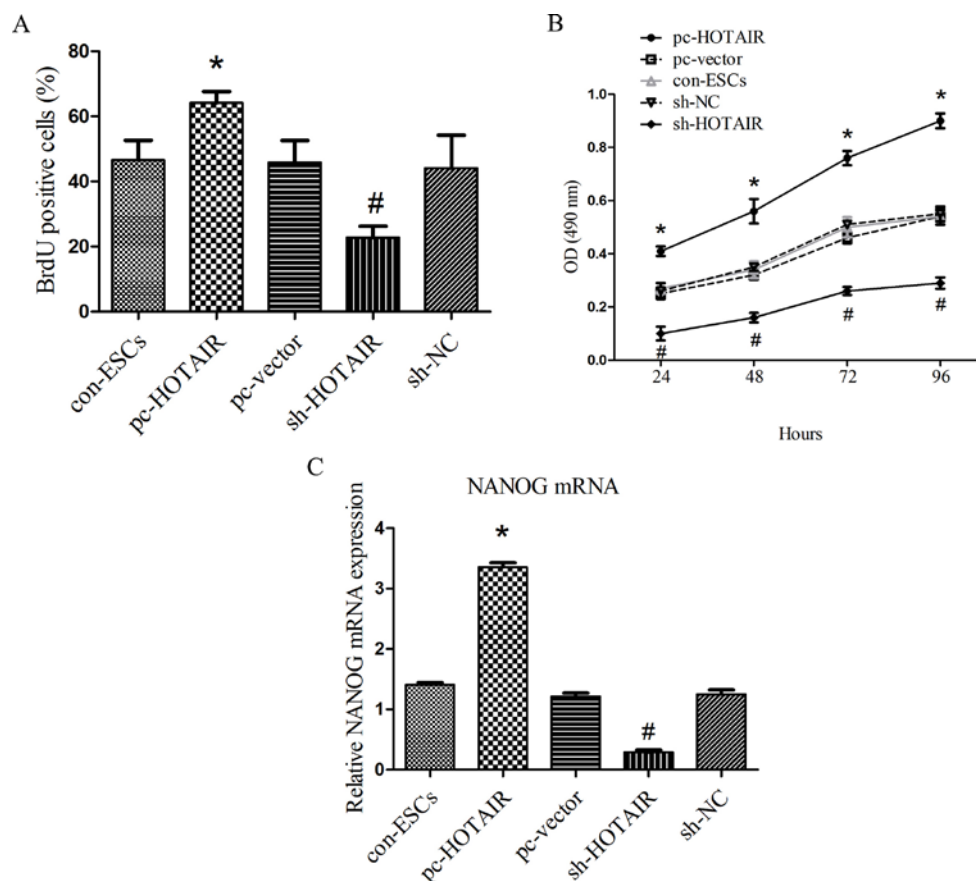 A
BrdU positive cells (%)
80
60
40
20
0
*
#
con-ESCs
pc-HOTAIR
pc-vector
sh-HOTAIR
sh-NC
B
pc-HOTAIR
pc-vector
con-ESCs
sh-NC
sh-HOTAIR
OD (490 nm)
1.0
0.8
0.6
0.4
0.2
0.0
*
*
*
*
#
#
#
#
24
48
72
96
Hours
C
NANOG mRNA
Relative NANOG mRNA expression
4
3
2
1
0
*
#
con-ESCs
pc-HOTAIR
pc-vector
sh-HOTAIR
sh-NC